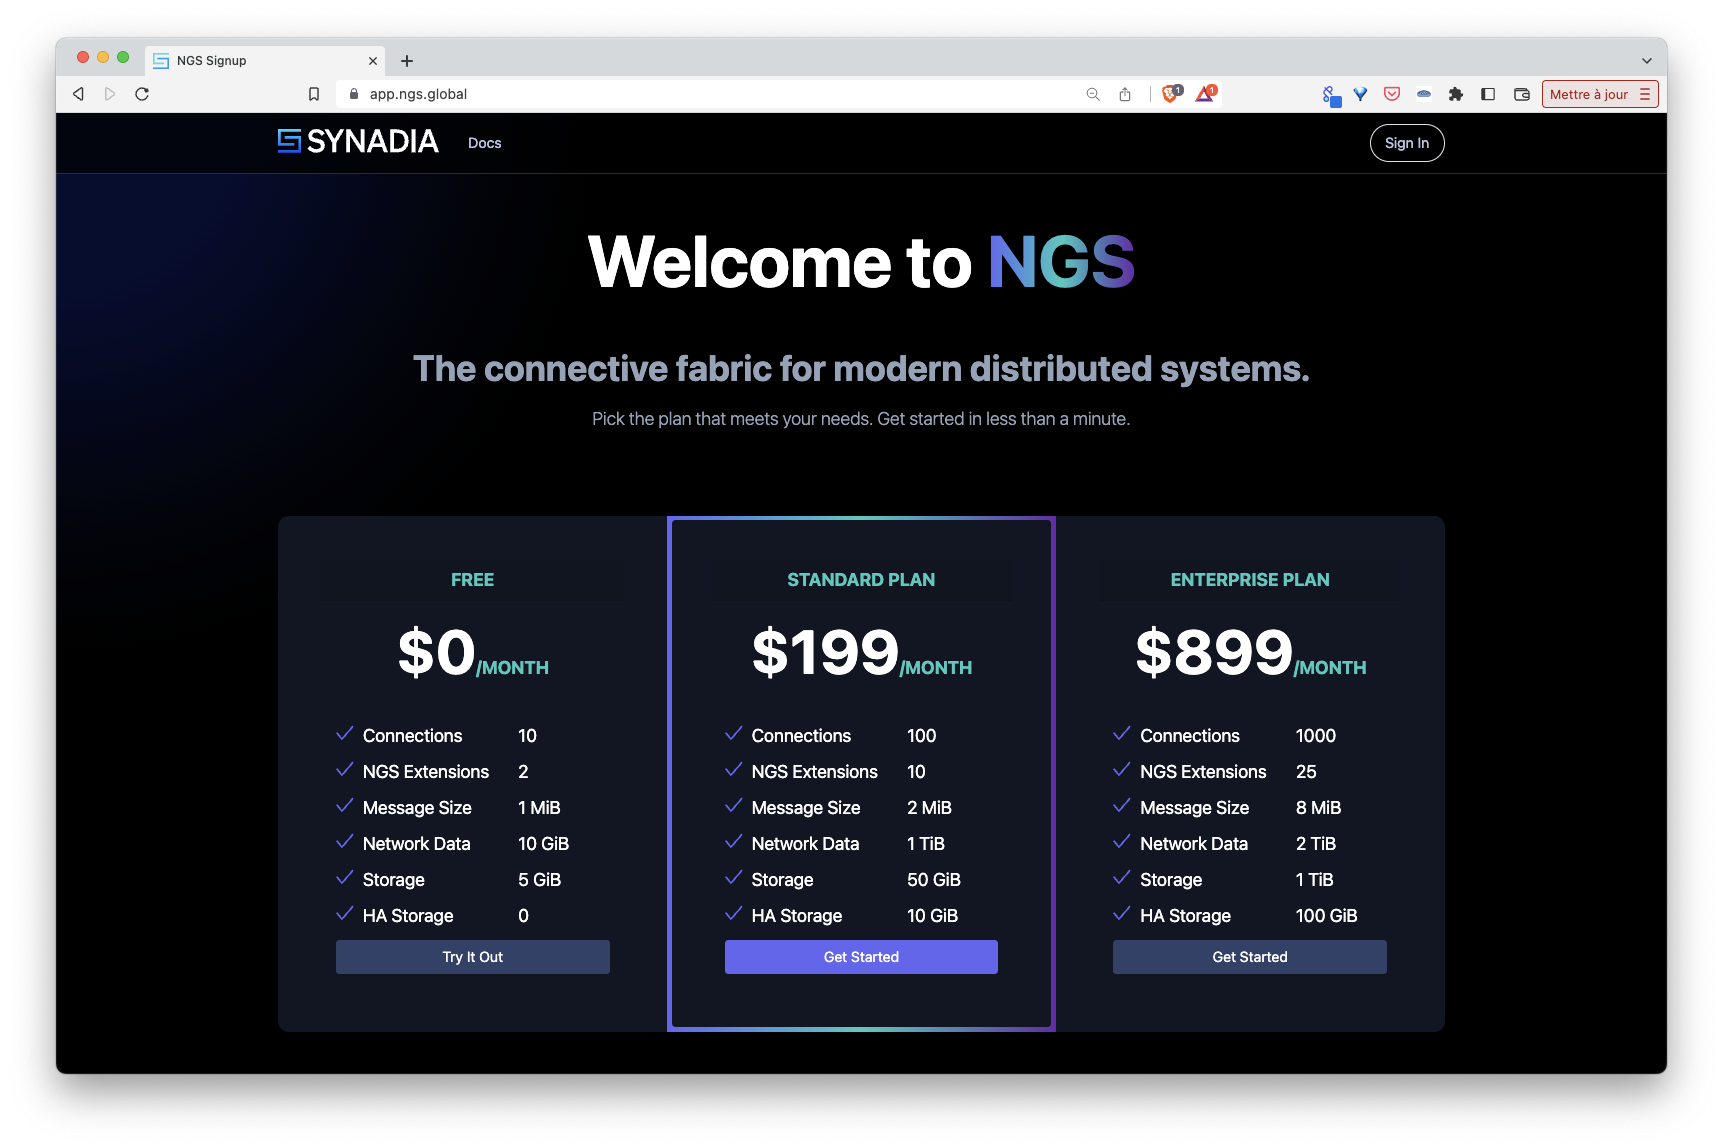 NGS Signup
app.ngs.global
1
1
Mettre à jour
SYNADIA
Docs
Sign In
Welcome to NGS
The connective fabric for modern distributed systems.
Pick the plan that meets your needs. Get started in less than a minute.
FREE
$0/MONTH
Connections 10
NGS Extensions 2
Message Size 1 MiB
Network Data 10 GiB
Storage 5 GiB
HA Storage 0
Try It Out
STANDARD PLAN
$199/MONTH
Connections 100
NGS Extensions 10
Message Size 2 MiB
Network Data 1 TiB
Storage 50 GiB
HA Storage 10 GiB
Get Started
ENTERPRISE PLAN
$899/MONTH
Connections 1000
NGS Extensions 25
Message Size 8 MiB
Network Data 2 TiB
Storage 1 TiB
HA Storage 100 GiB
Get Started